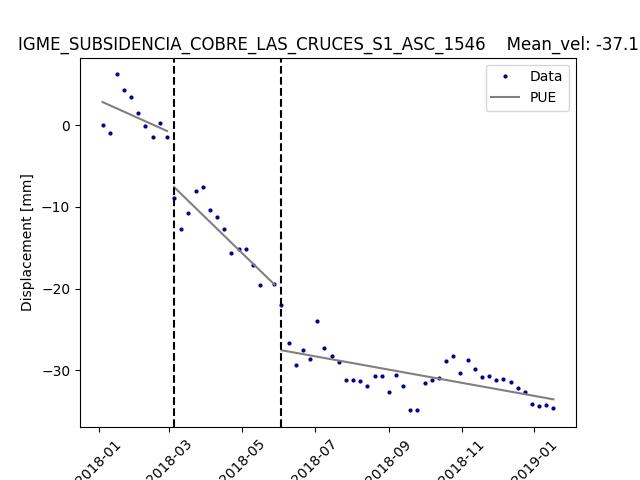 IGME_SUBSIDENCIA_COBRE_LAS_CRUCES_S1_ASC_1546 Mean_vel: -37.1
Data
PUE
Displacement [mm]
0
−10
−20
−30
2018-01
2018-03
2018-05
2018-07
2018-09
2018-11
2019-01